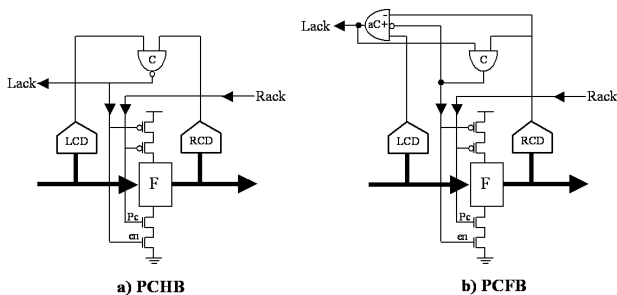 C
Lack
Rack
LCD
RCD
F
Pc
en
a) PCHB
Lack
aC
-
+
C
Rack
LCD
RCD
F
Pc
en
b) PCFB